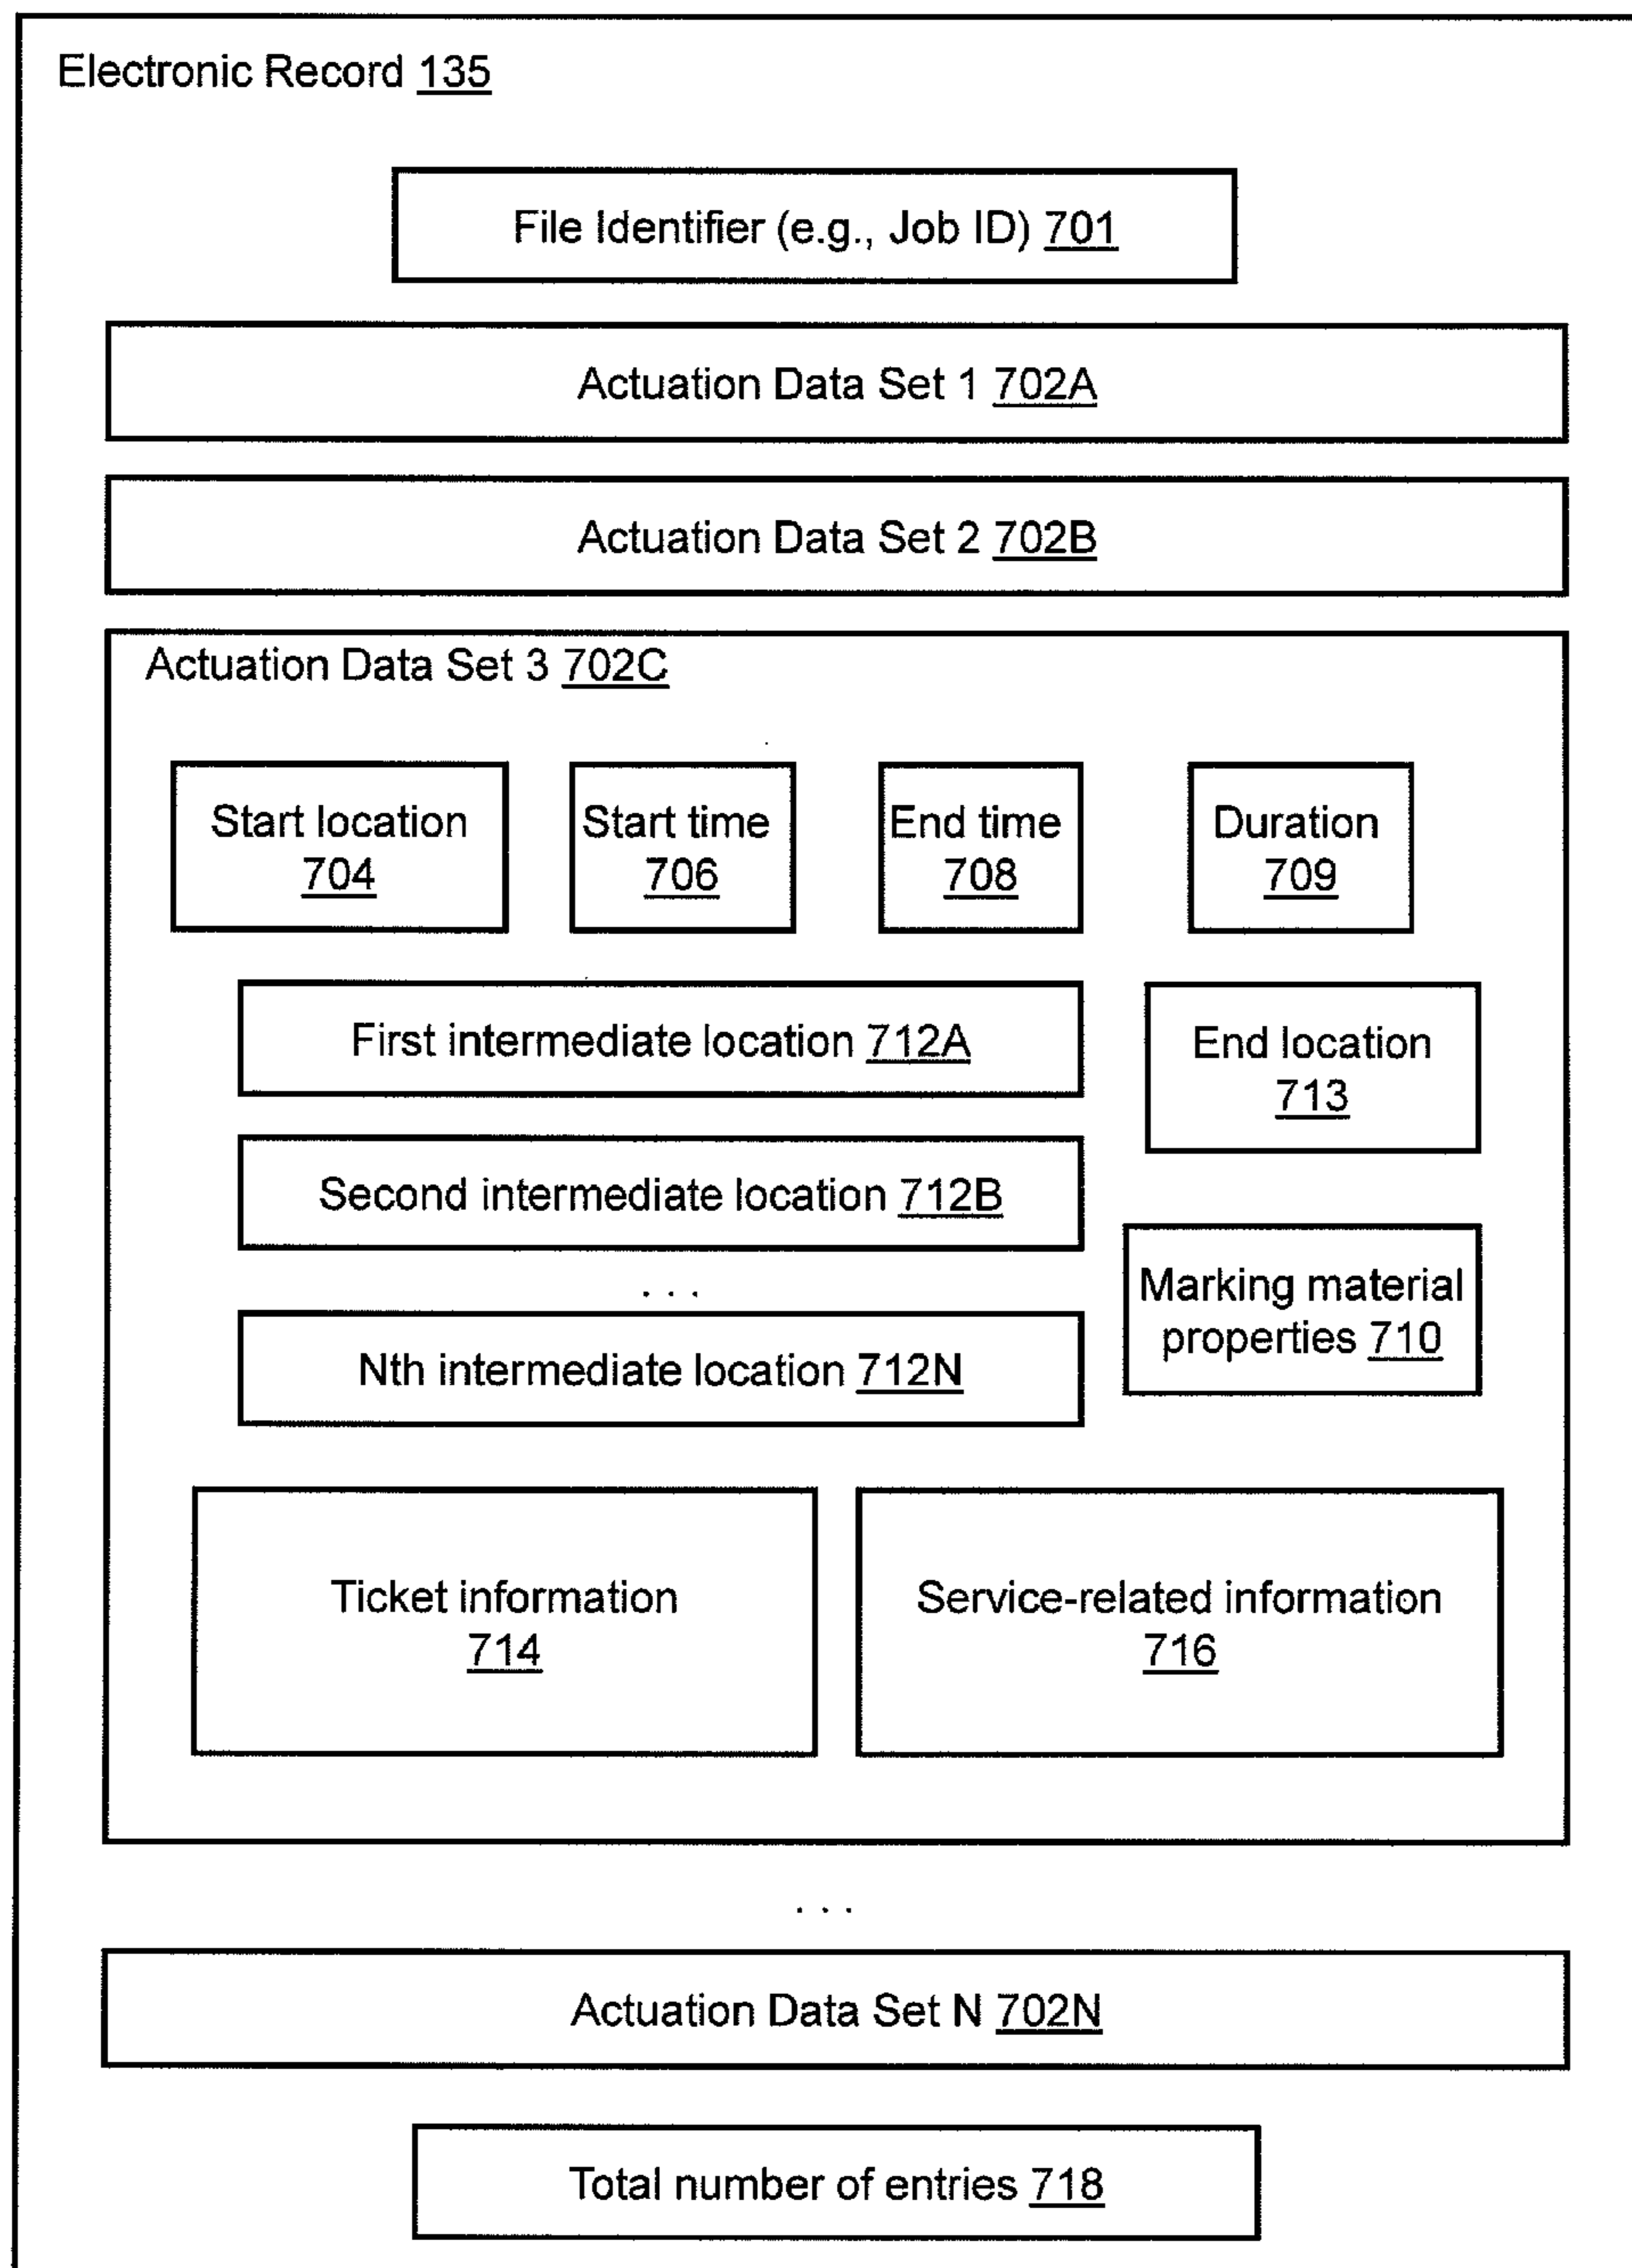 Electronic Record 135
File Identifier (e.g., Job ID) 701
Actuation Data Set 1 702A
Actuation Data Set 2 702B
Actuation Data Set 3 702C
Start location
704
Start time
706
End time
708
Duration
709
First intermediate location 712A
End location
713
Second intermediate location 712B
Marking material
properties 710
. . .
Nth intermediate location 712N
Ticket information
714
Service-related information
716
. . .
Actuation Data Set N 702N
Total number of entries 718